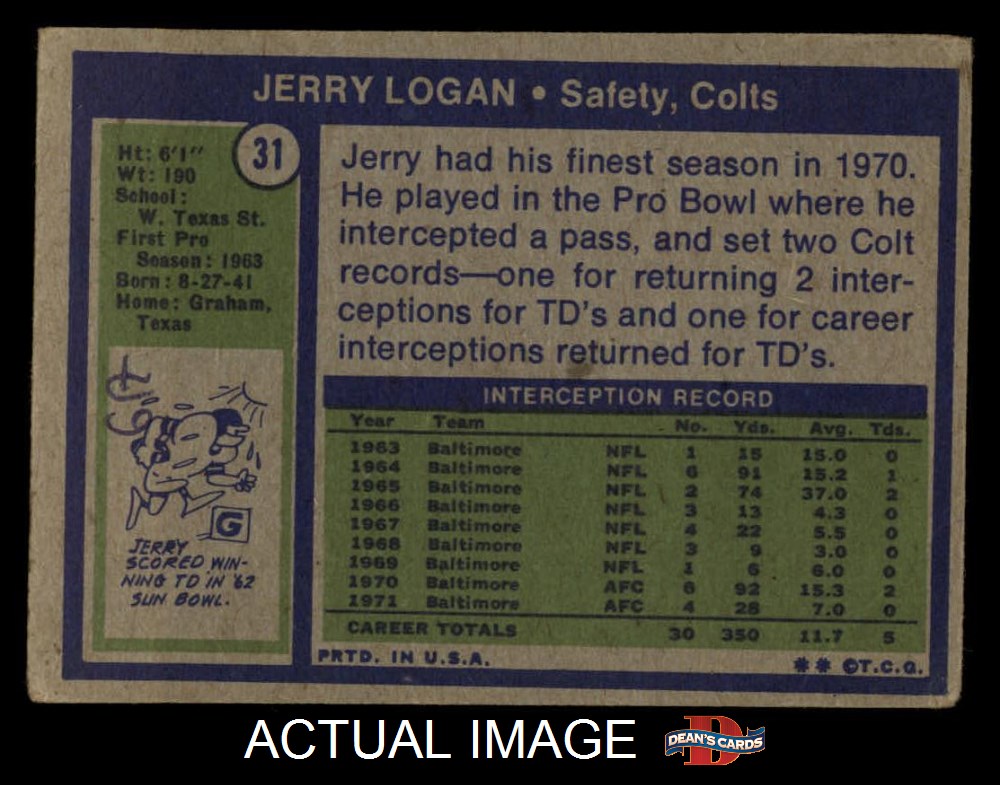 JERRY LOGAN • Safety, Colts
31
Ht: 6'1"
Wt: 190
School:
W. Texas St.
First Pro
Season: 1963
Born: 8-27-41
Home: Graham,
Texas
Jerry had his finest season in 1970.
He played in the Pro Bowl where he
intercepted a pass, and set two Colt
records—one for returning 2 inter-
ceptions for TD's and one for career
interceptions returned for TD's.
G
JERRY
SCORED WIN-
NING TD IN '62
SUN BOWL.
INTERCEPTION RECORD
Year Team No. Yds. Avg. Tds.
1963 Baltimore NFL 1 15 15.0 0
1964 Baltimore NFL 6 91 15.2 1
1965 Baltimore NFL 2 74 37.0 2
1966 Baltimore NFL 3 13 4.3 0
1967 Baltimore NFL 4 22 5.5 0
1968 Baltimore NFL 3 9 3.0 0
1969 Baltimore NFL 1 6 6.0 0
1970 Baltimore AFC 6 92 15.3 2
1971 Baltimore AFC 4 28 7.0 0
CAREER TOTALS 30 350 11.7 5
PRTD. IN U.S.A.
** ©T.C.G.
ACTUAL IMAGE
D
DEAN'S CARDS